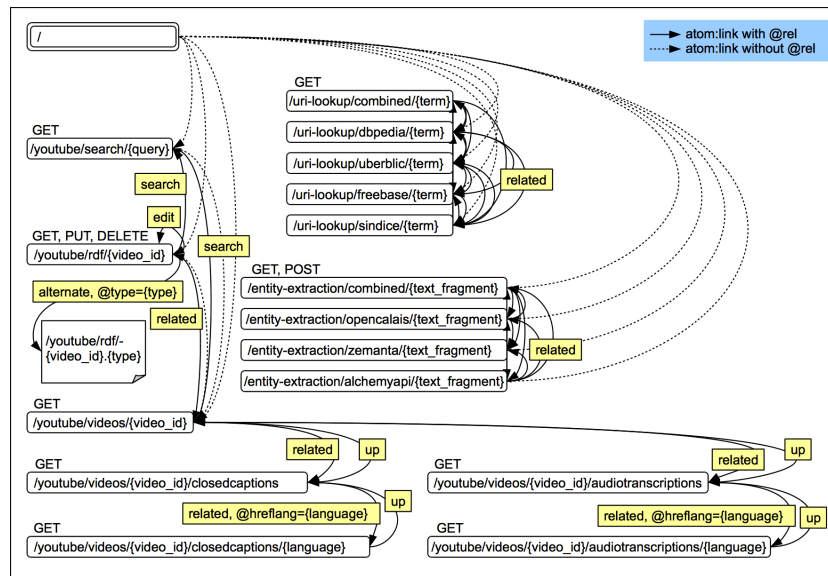 /
atom:link with @rel
atom:link without @rel
GET
/uri-lookup/combined/{term}
/uri-lookup/dbpedia/{term}
/uri-lookup/uberblic/{term}
/uri-lookup/freebase/{term}
/uri-lookup/sindice/{term}
related
GET
/youtube/search/{query}
search
edit
search
GET, PUT, DELETE
/youtube/rdf/{video_id}
alternate, @type={type}
related
/youtube/rdf/-
{video_id}.{type}
GET, POST
/entity-extraction/combined/{text_fragment}
/entity-extraction/opencalais/{text_fragment}
/entity-extraction/zemanta/{text_fragment}
/entity-extraction/alchemyapi/{text_fragment}
related
GET
/youtube/videos/{video_id}
related
up
related
up
GET
/youtube/videos/{video_id}/closedcaptions
related, @hreflang={language}
up
GET
/youtube/videos/{video_id}/closedcaptions/{language}
GET
/youtube/videos/{video_id}/audiotranscriptions
related, @hreflang={language}
up
GET
/youtube/videos/{video_id}/audiotranscriptions/{language}